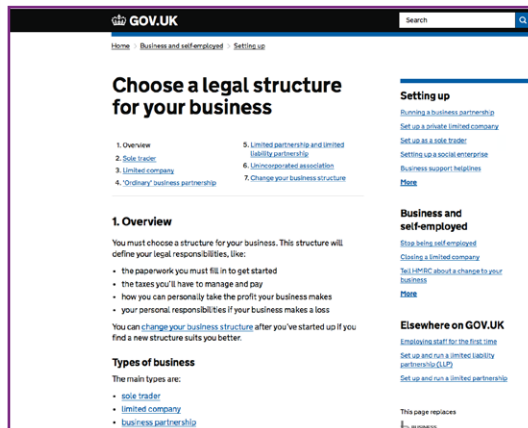 GOV.UK
Search
Home > Business and self-employed > Setting up
Choose a legal structure
for your business
1. Overview
2. Sole trader
3. Limited company
4. 'Ordinary' business partnership
5. Limited partnership and limited
liability partnership
6. Unincorporated association
7. Change your business structure
1. Overview
You must choose a structure for your business. This structure will
define your legal responsibilities, like:
• the paperwork you must fill in to get started
• the taxes you'll have to manage and pay
• how you can personally take the profit your business makes
• your personal responsibilities if your business makes a loss
You can change your business structure after you've started up if you
find a new structure suits you better.
Types of business
The main types are:
• sole trader
• limited company
• business partnership
Setting up
Running a business partnership
Set up a private limited company
Set up as a sole trader
Setting up a social enterprise
Business support helplines
More
Business and
self-employed
Stop being self employed
Closing a limited company
Tell HMRC about a change to your
business
More
Elsewhere on GOV.UK
Employing staff for the first time
Set up and run a limited liability
partnership (LLP)
Set up and run a limited partnership
This page replaces